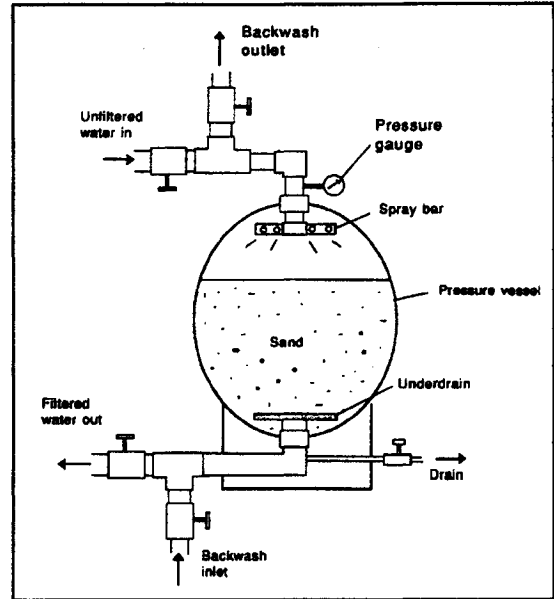 Backwash
outlet
Unfiltered
water in
Pressure
gauge
Spray bar
Pressure vessel
Sand
Underdrain
Filtered
water out
Drain
Backwash
inlet